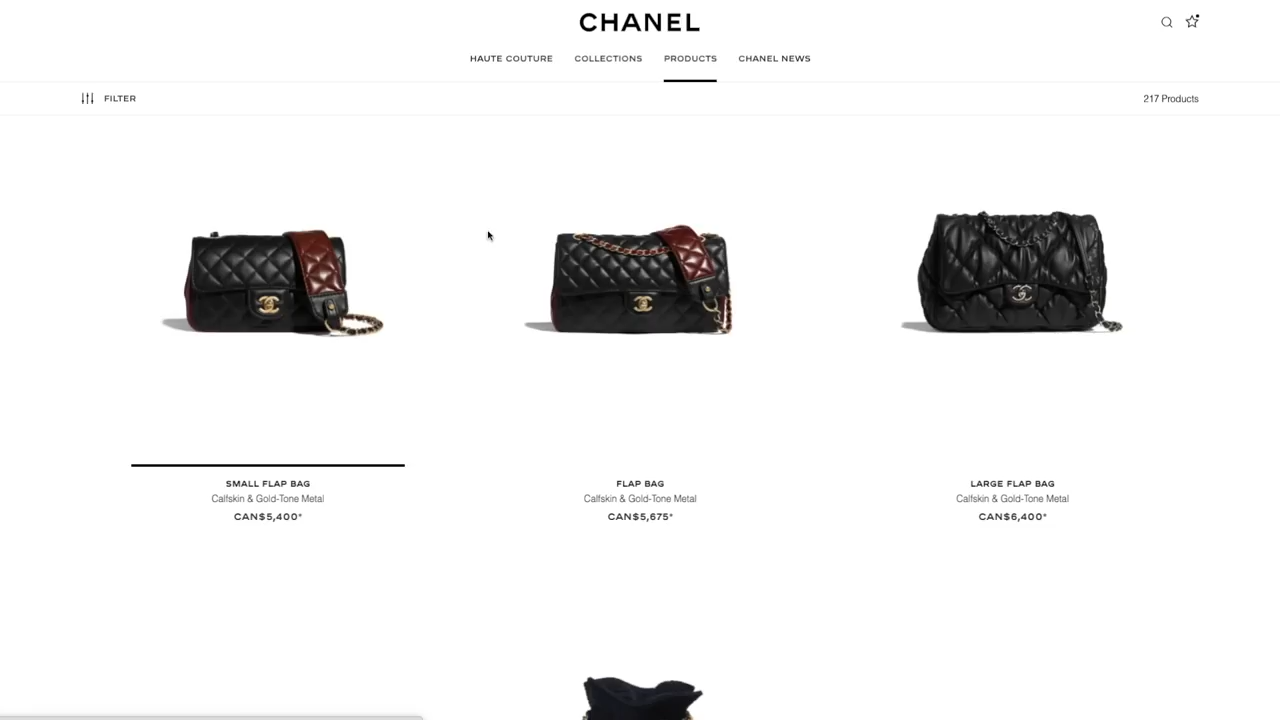 CHANEL
HAUTE COUTURE COLLECTIONS PRODUCTS CHANEL NEWS
FILTER 217 Products
SMALL FLAP BAG
Calfskin & Gold-Tone Metal
CAN$5,400*
FLAP BAG
Calfskin & Gold-Tone Metal
CAN$5,675*
LARGE FLAP BAG
Calfskin & Gold-Tone Metal
CAN$6,400*